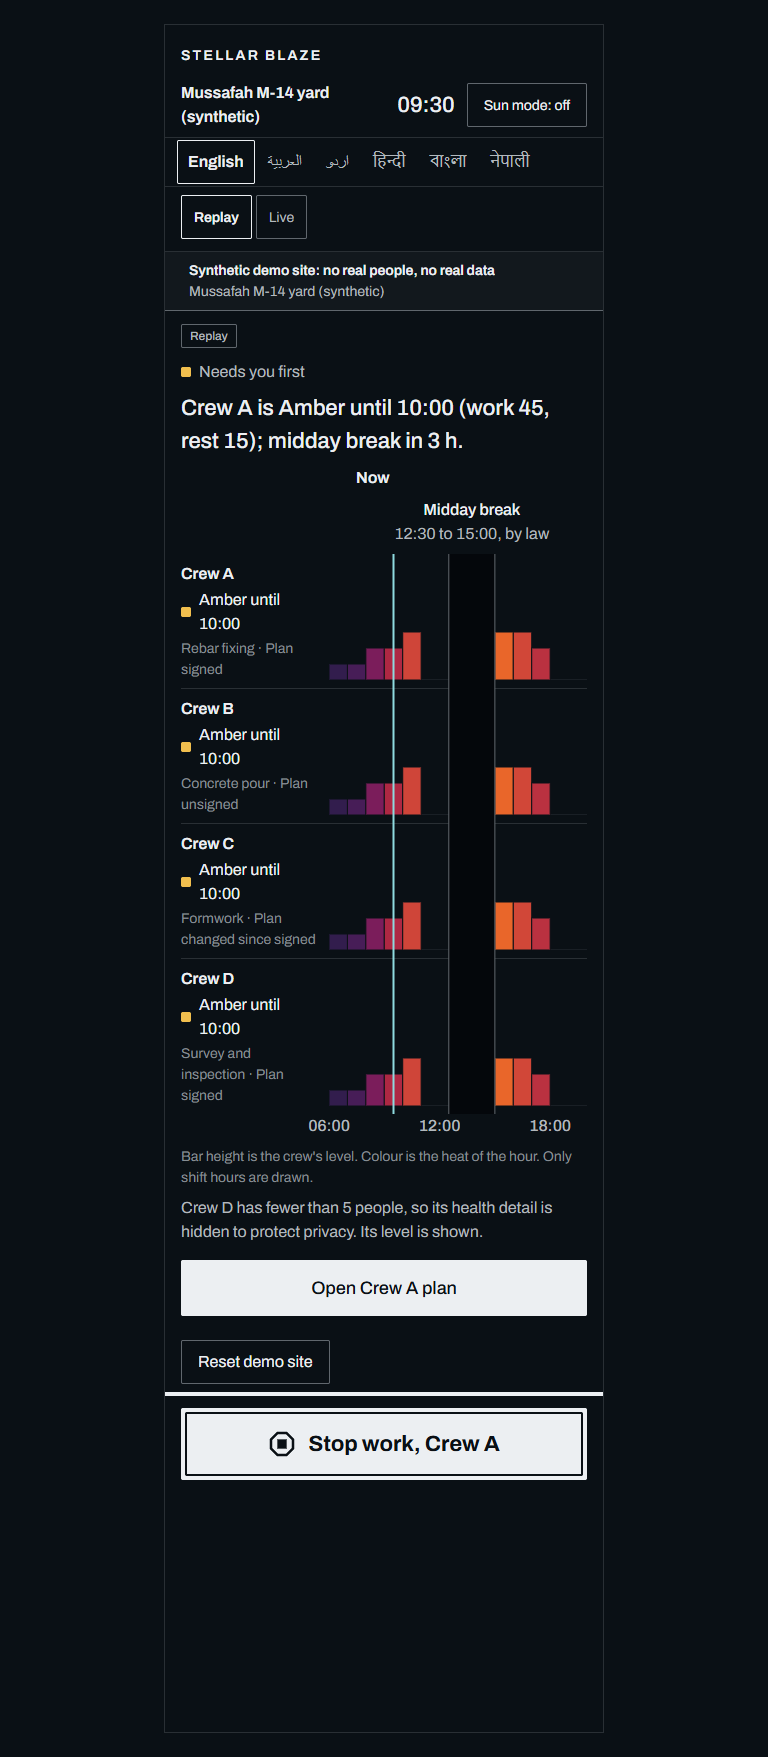 STELLAR BLAZE
Mussafah M-14 yard
(synthetic)
09:30
Sun mode: off
English
العربية
اردو
हिन्दी
বাংলা
नेपाली
Replay
Live
Synthetic demo site: no real people, no real data
Mussafah M-14 yard (synthetic)
Replay
Needs you first
Crew A is Amber until 10:00 (work 45,
rest 15); midday break in 3 h.
Now
Midday break
12:30 to 15:00, by law
Crew A
Amber until
10:00
Rebar fixing · Plan
signed
Crew B
Amber until
10:00
Concrete pour · Plan
unsigned
Crew C
Amber until
10:00
Formwork · Plan
changed since signed
Crew D
Amber until
10:00
Survey and
inspection · Plan
signed
06:00
12:00
18:00
Bar height is the crew's level. Colour is the heat of the hour. Only
shift hours are drawn.
Crew D has fewer than 5 people, so its health detail is
hidden to protect privacy. Its level is shown.
Open Crew A plan
Reset demo site
Stop work, Crew A